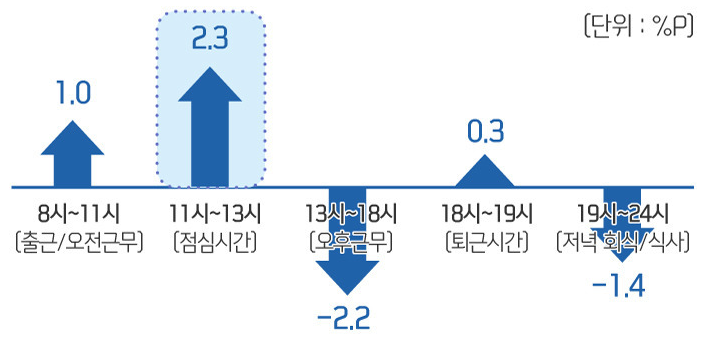 (단위 : %P)
1.0
2.3
0.3
8시~11시
(출근/오전근무)
11시~13시
(점심시간)
13시~18시
(오후근무)
18시~19시
(퇴근시간)
19시~24시
(저녁 회식/식사)
-2.2
-1.4